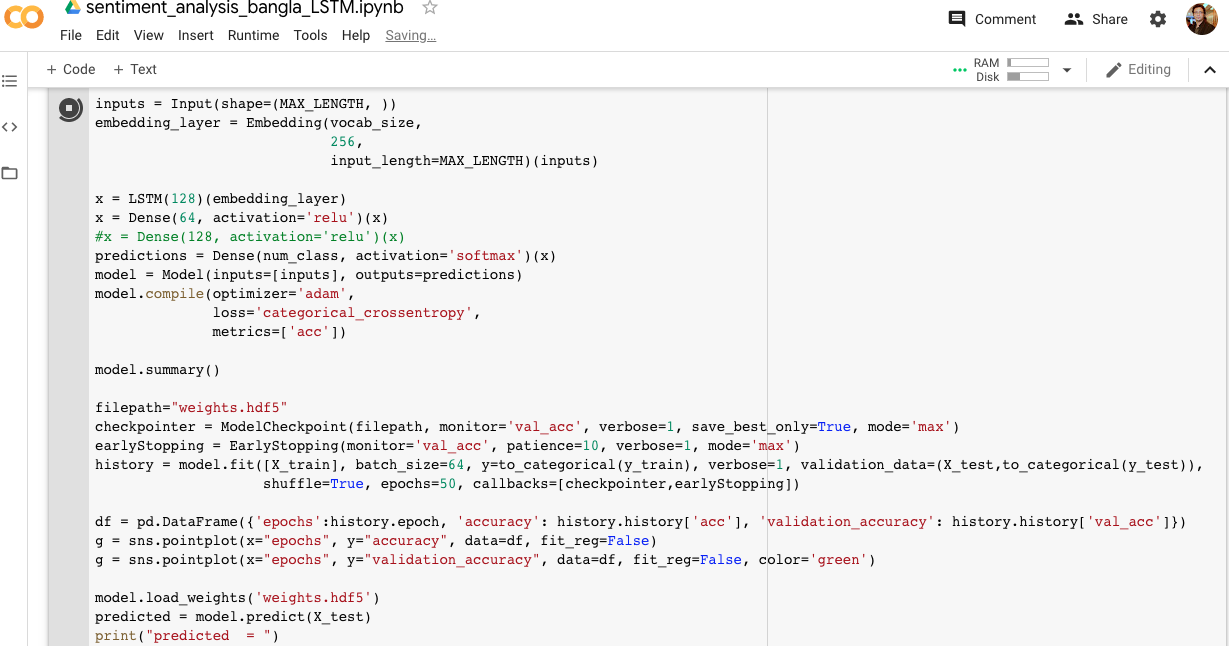 sentiment_analysis_bangla_LSTM.ipynb
Comment Share
File Edit View Insert Runtime Tools Help Saving...
+ Code + Text
RAM
Disk
Editing
inputs = Input(shape=(MAX_LENGTH, ))
embedding_layer = Embedding(vocab_size,
                            256,
                            input_length=MAX_LENGTH)(inputs)
x = LSTM(128)(embedding_layer)
x = Dense(64, activation='relu')(x)
#x = Dense(128, activation='relu')(x)
predictions = Dense(num_class, activation='softmax')(x)
model = Model(inputs=[inputs], outputs=predictions)
model.compile(optimizer='adam',
              loss='categorical_crossentropy',
              metrics=['acc'])
model.summary()
filepath="weights.hdf5"
checkpointer = ModelCheckpoint(filepath, monitor='val_acc', verbose=1, save_best_only=True, mode='max')
earlyStopping = EarlyStopping(monitor='val_acc', patience=10, verbose=1, mode='max')
history = model.fit([X_train], batch_size=64, y=to_categorical(y_train), verbose=1, validation_data=(X_test,to_categorical(y_test)),
                    shuffle=True, epochs=50, callbacks=[checkpointer,earlyStopping])
df = pd.DataFrame({'epochs':history.epoch, 'accuracy': history.history['acc'], 'validation_accuracy': history.history['val_acc']})
g = sns.pointplot(x="epochs", y="accuracy", data=df, fit_reg=False)
g = sns.pointplot(x="epochs", y="validation_accuracy", data=df, fit_reg=False, color='green')
model.load_weights('weights.hdf5')
predicted = model.predict(X_test)
print("predicted  = ")